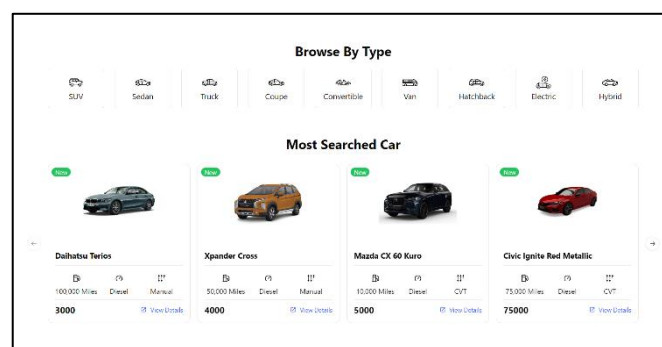 Browse By Type
SUV Sedan Truck Coupe Convertible Van Hatchback Electric Hybrid
Most Searched Car
New New New New
Daihatsu Terios Xpander Cross Mazda CX 60 Kuro Civic Ignite Red Metallic
100,000 Miles Diesel Manual 50,000 Miles Diesel Manual 10,000 Miles Diesel CVT 75,000 Miles Diesel CVT
3000 View Details 4000 View Details 5000 View Details 75000 View Details